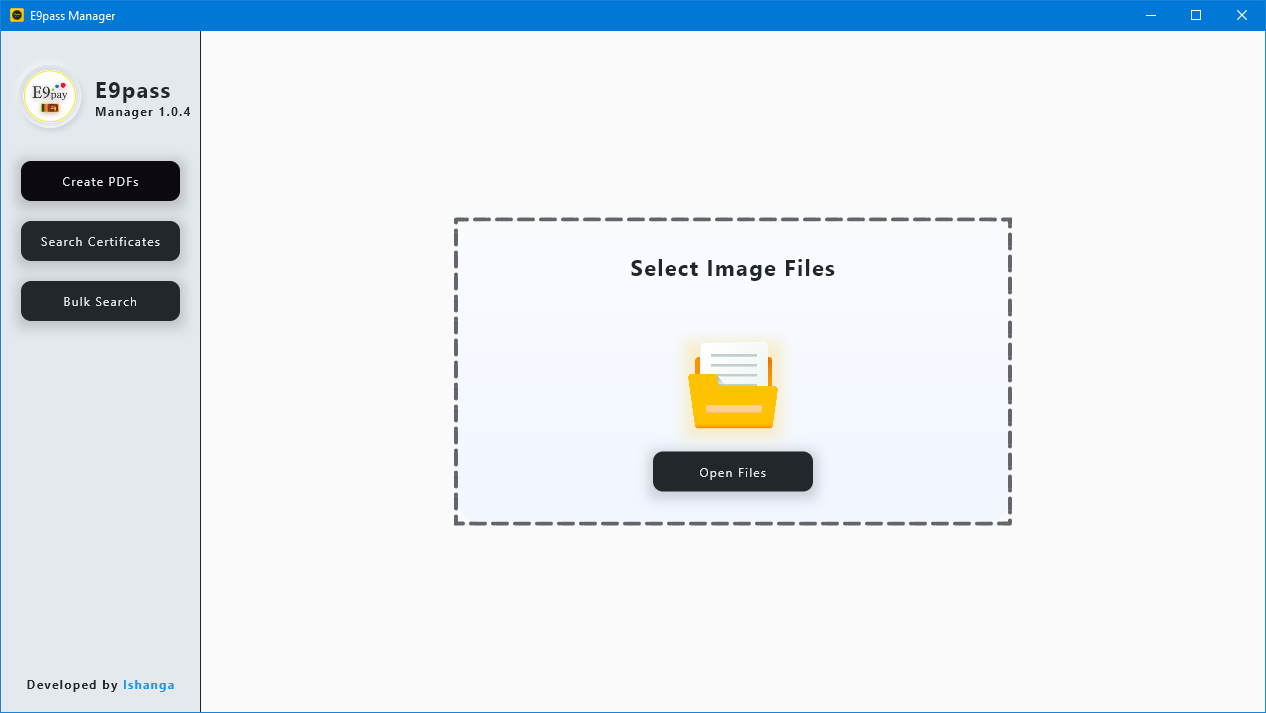 E9pass Manager
E9pay
E9pass
Manager 1.0.4
Create PDFs
Search Certificates
Bulk Search
Select Image Files
Open Files
Developed by Ishanga